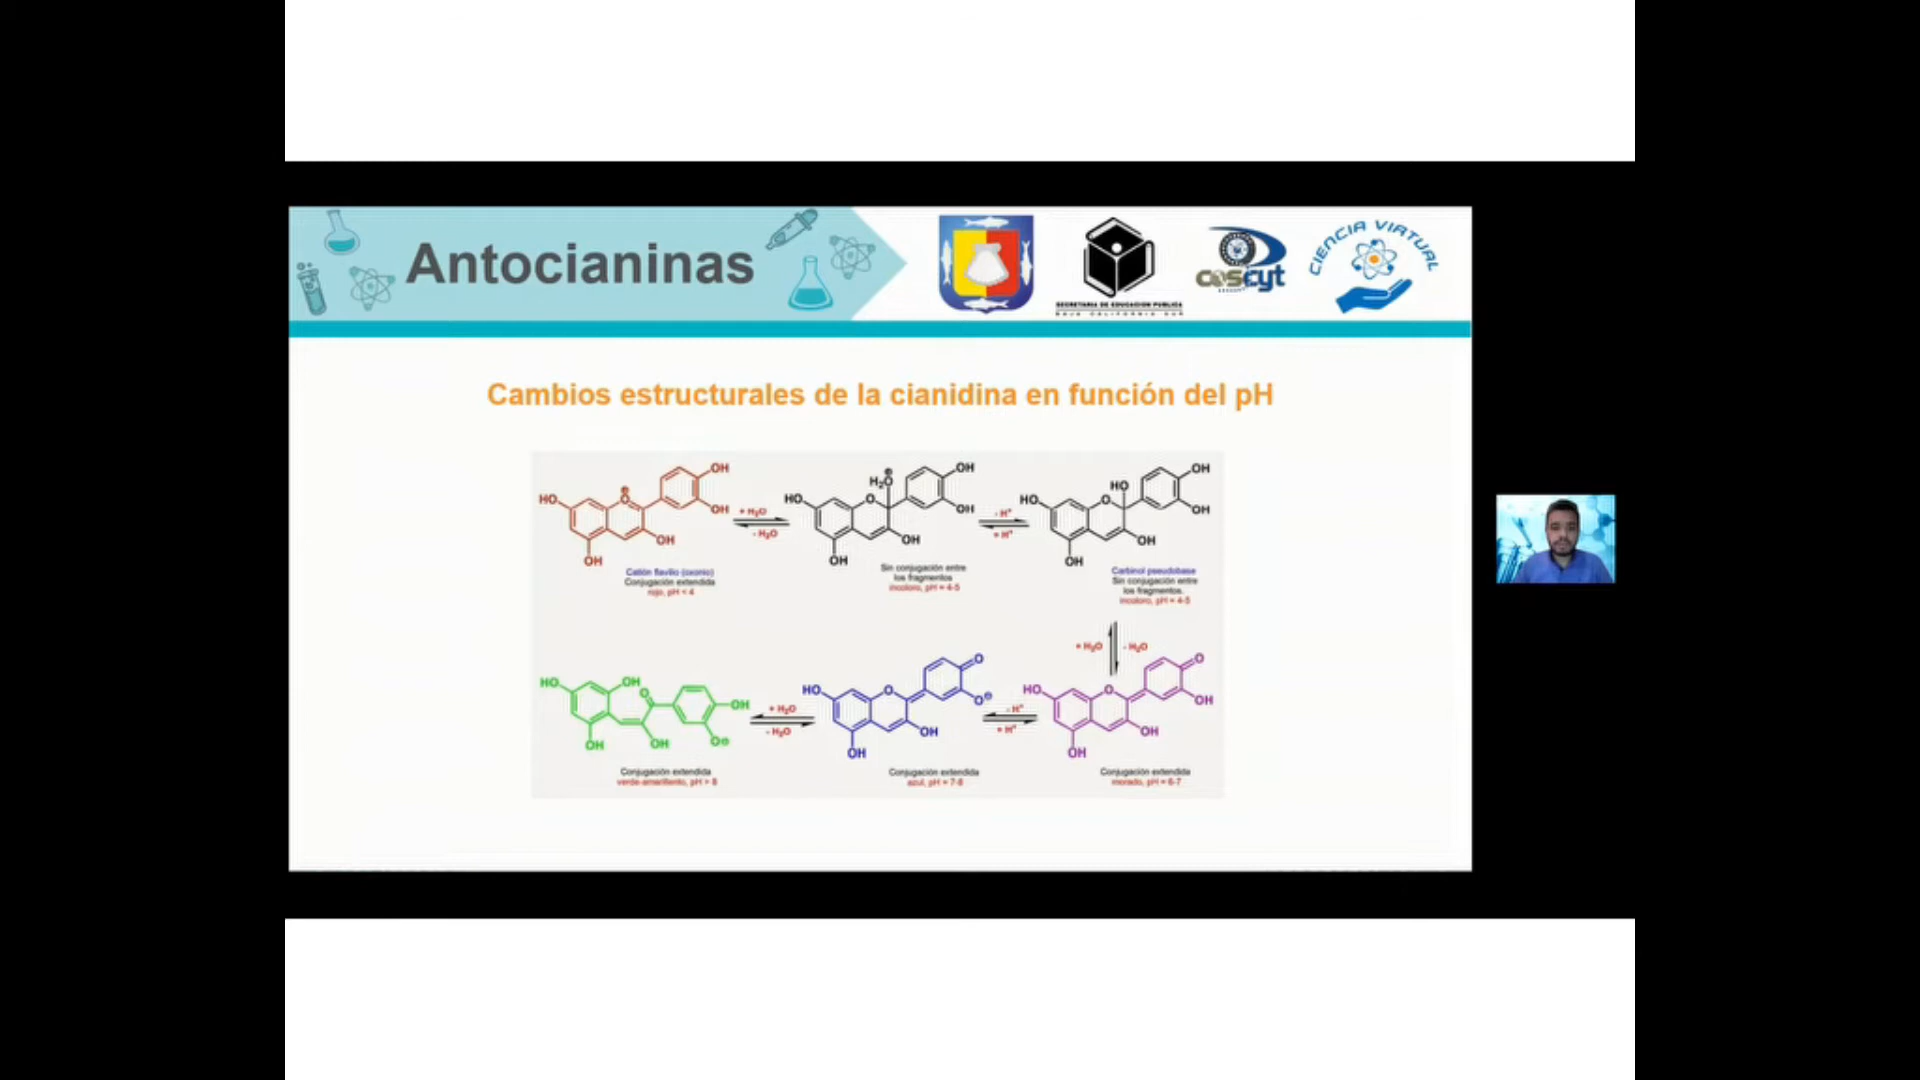 Antocianinas
SECRETARIA DE EDUCACION PUBLICA
BAJA CALIFORNIA SUR
coscyt
CIENCIA VIRTUAL
Cambios estructurales de la cianidina en función del pH
HO
O⊕
OH
OH
OH
OH
Catión flavilio (oxonio)
Conjugación extendida
rojo, pH < 4
+ H₂O
- H₂O
HO
O
H₂O⊕
OH
OH
OH
OH
Sin conjugación entre
los fragmentos
incoloro, pH = 4-5
- H⁺
+ H⁺
HO
O
HO
OH
OH
OH
OH
Carbinol pseudobase
Sin conjugación entre
los fragmentos.
incoloro, pH = 4-5
+ H₂O
- H₂O
HO
OH
O
OH
O⊖
OH
OH
Conjugación extendida
verde-amarillento, pH > 8
+ H₂O
- H₂O
HO
O
O
O⊖
OH
OH
Conjugación extendida
azul, pH = 7-8
- H⁺
+ H⁺
HO
O
O
OH
OH
OH
Conjugación extendida
morado, pH = 6-7